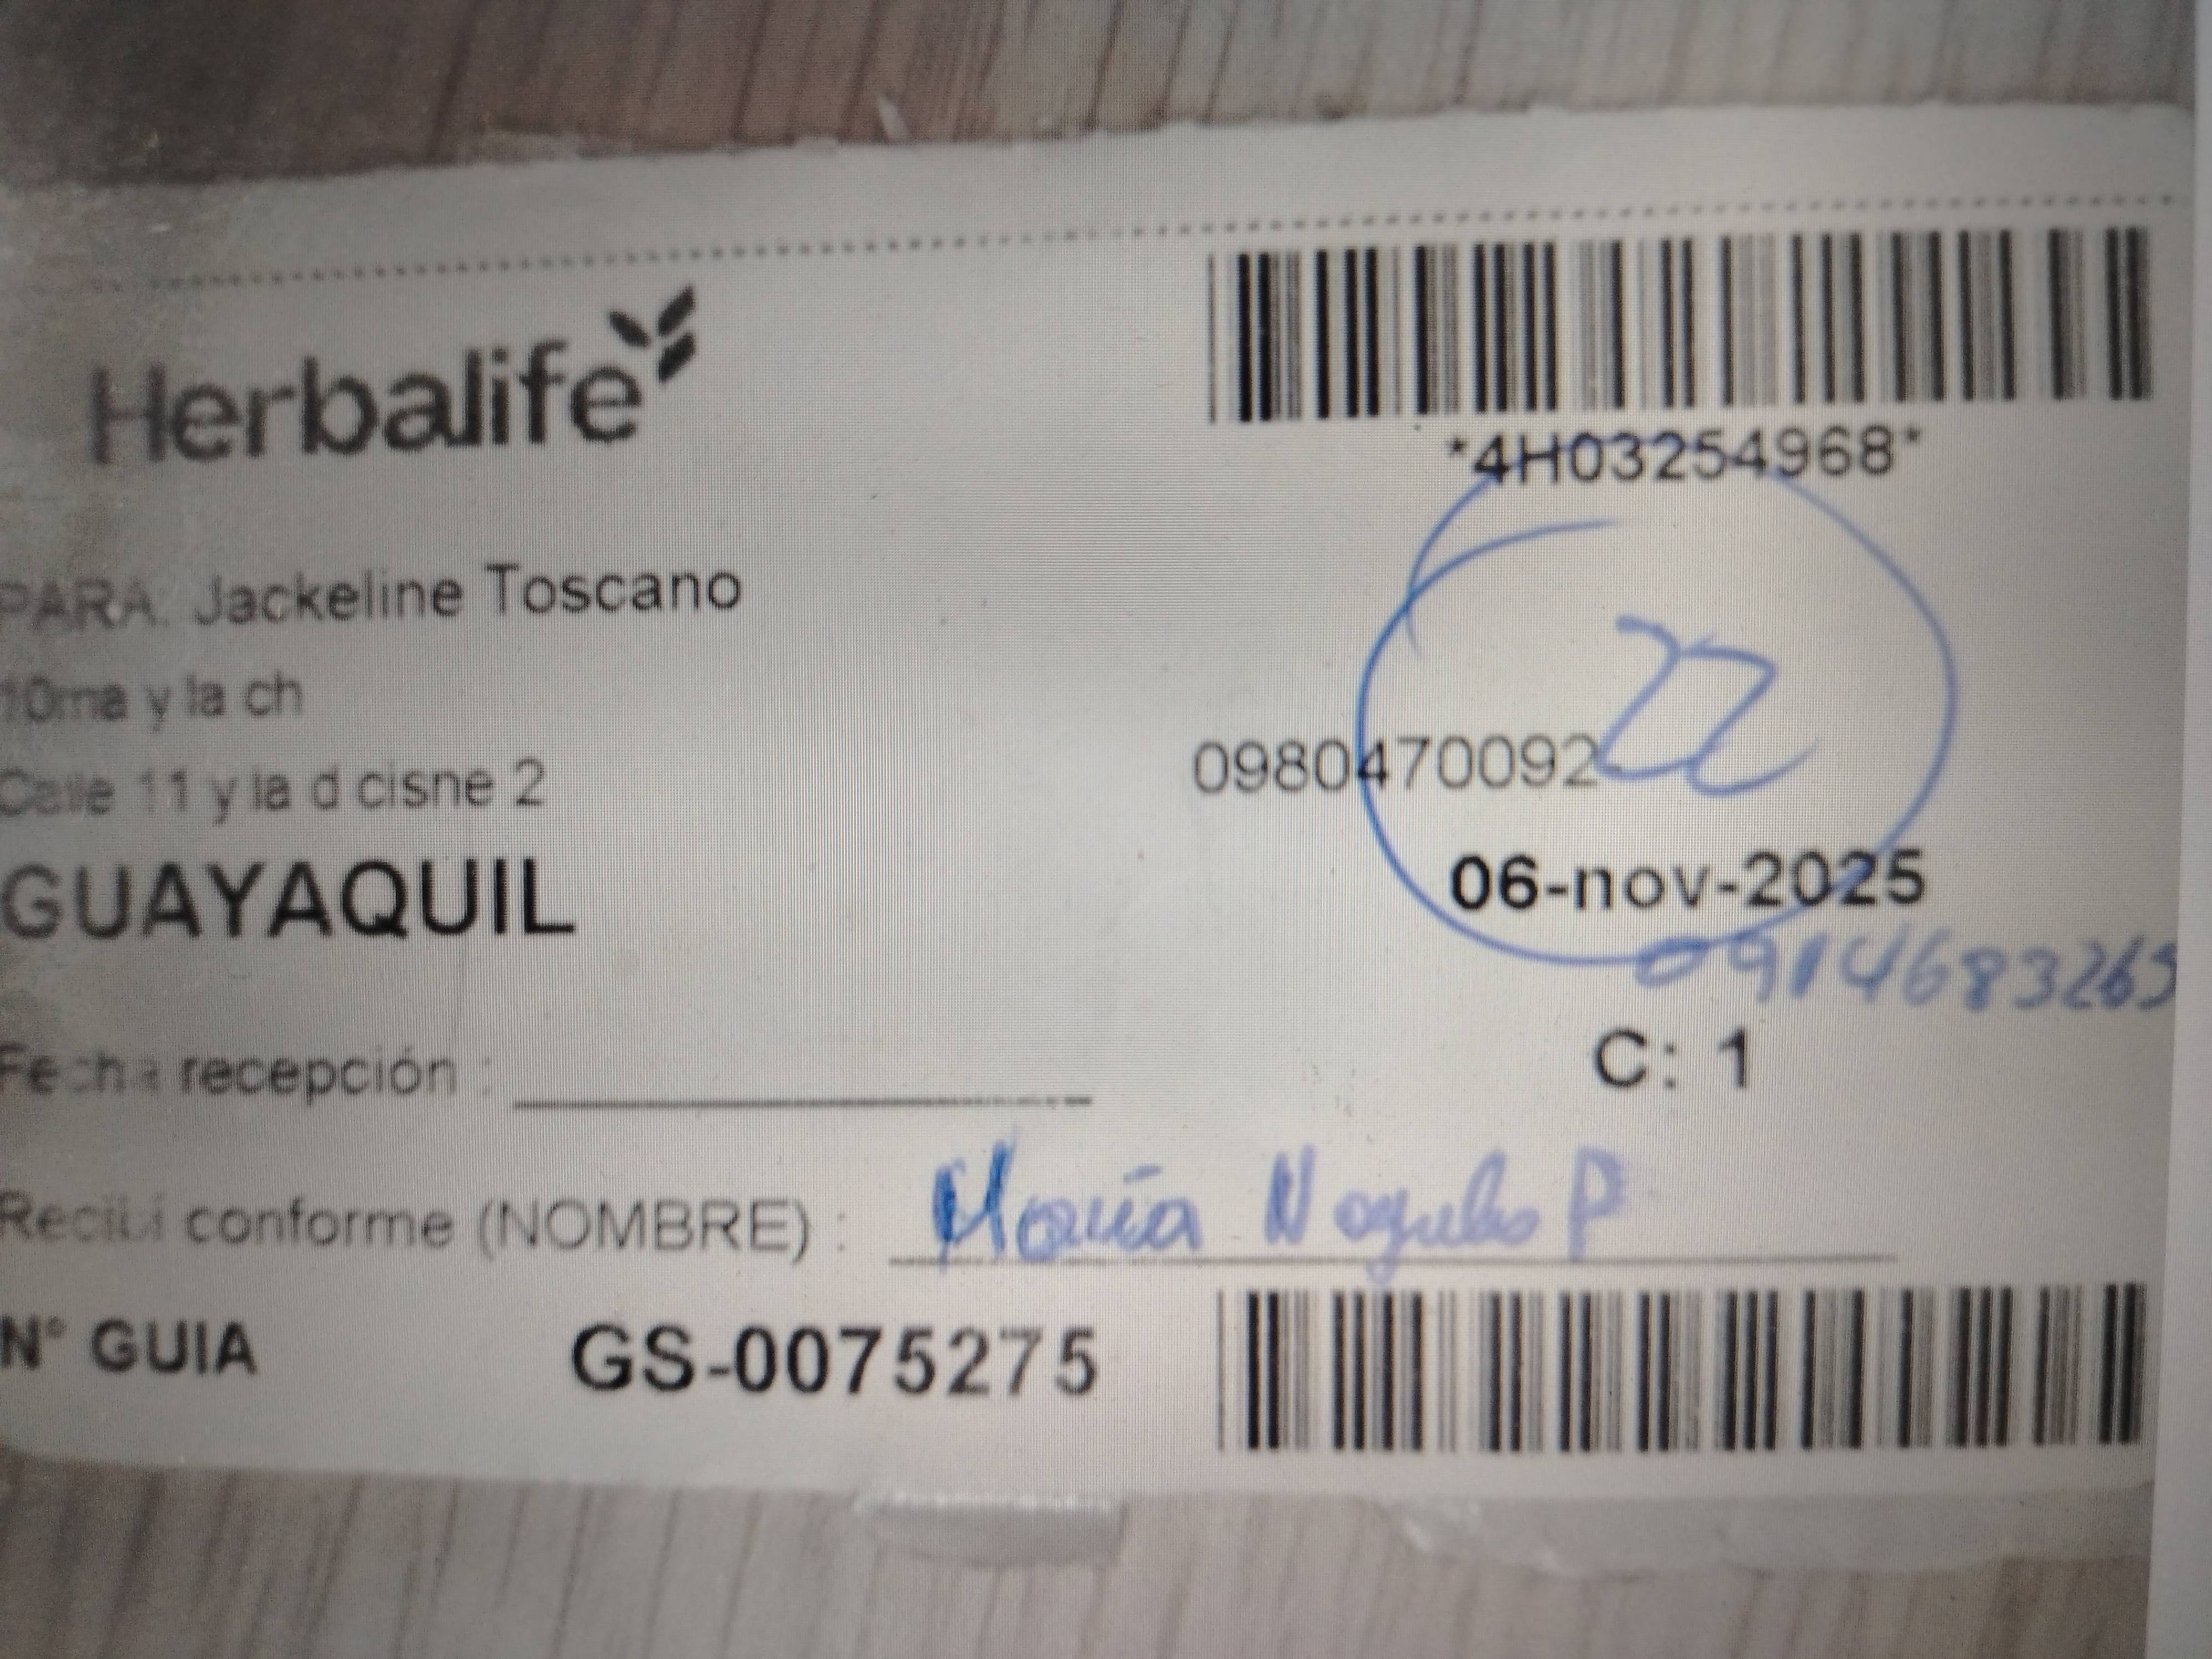 Herbalife
*4H03254968*
PARA: Jackeline Toscano
10ma y la ch
22
Calle 11 y la d cisne 2
0980470092
GUAYAQUIL
06-nov-2025
0914683265
Fecha recepción :
C: 1
Recibí conforme (NOMBRE) : María P
N° GUIA GS-0075275